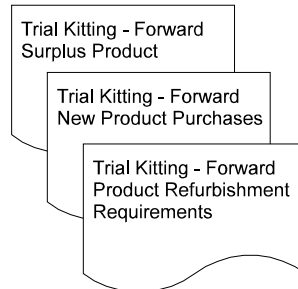 Trial Kitting - Forward
Surplus Product
Trial Kitting - Forward
New Product Purchases
Trial Kitting - Forward
Product Refurbishment
Requirements